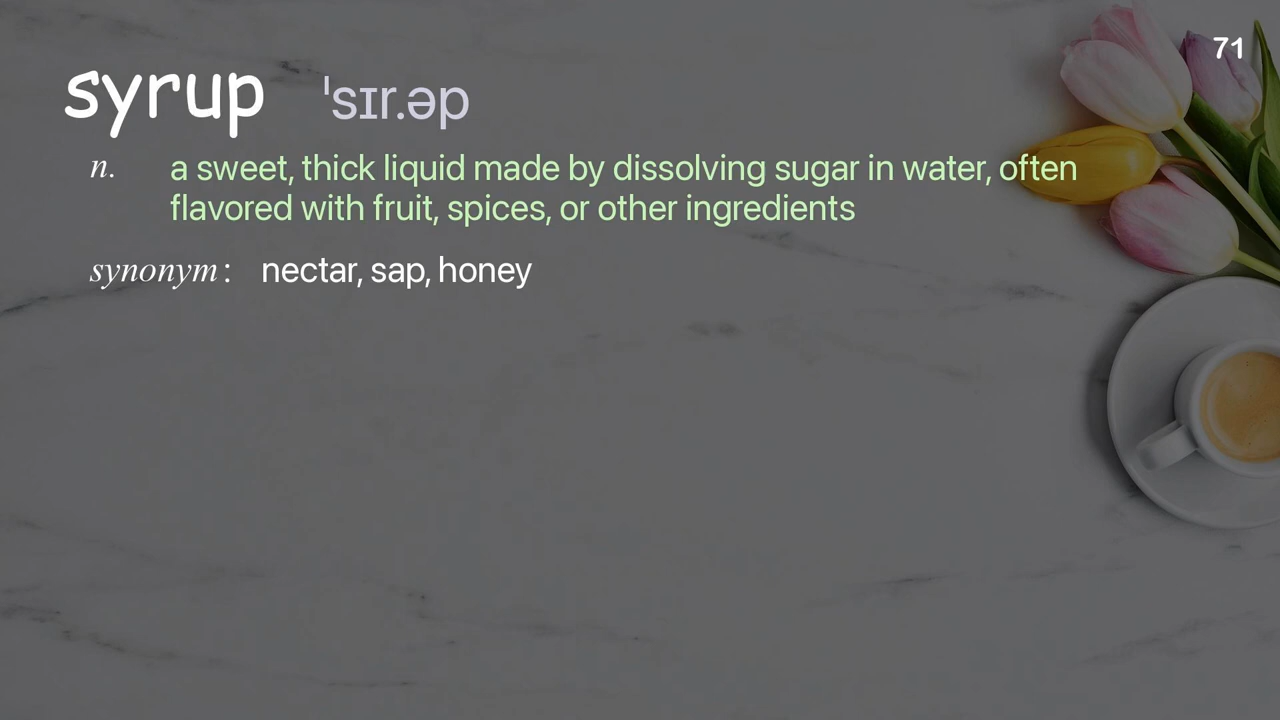 71
syrup ˈsɪr.əp
n. a sweet, thick liquid made by dissolving sugar in water, often
flavored with fruit, spices, or other ingredients
synonym: nectar, sap, honey